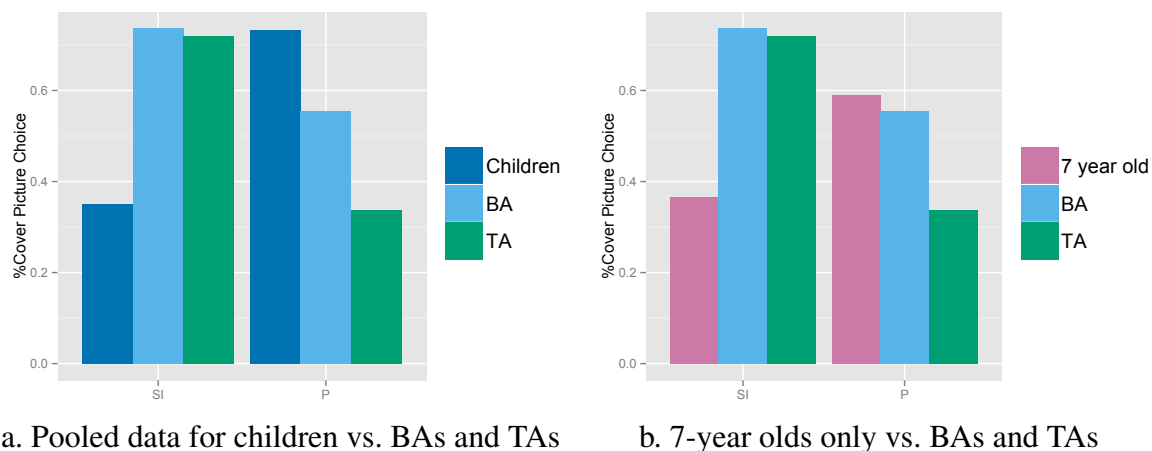 %Cover Picture Choice
0.6
0.4
0.2
0.0
SI
P
Children
BA
TA
a. Pooled data for children vs. BAs and TAs
%Cover Picture Choice
0.6
0.4
0.2
0.0
SI
P
7 year old
BA
TA
b. 7-year olds only vs. BAs and TAs